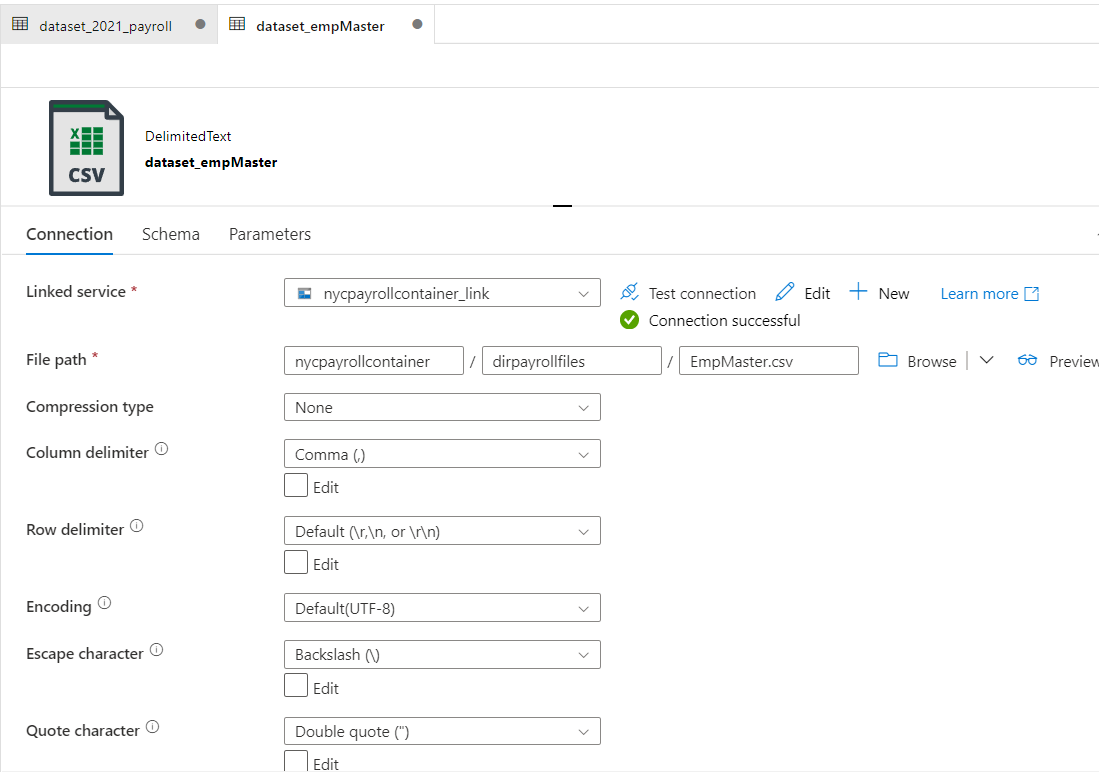 dataset_2021_payroll
dataset_empMaster
X
CSV
DelimitedText
dataset_empMaster
Connection Schema Parameters
Linked service * nycpayrollcontainer_link Test connection Edit New Learn more
Connection successful
File path * nycpayrollcontainer / dirpayrollfiles / EmpMaster.csv Browse Preview
Compression type None
Column delimiter Comma (,)
Edit
Row delimiter Default (\r,\n, or \r\n)
Edit
Encoding Default(UTF-8)
Escape character Backslash (\)
Edit
Quote character Double quote (")
Edit